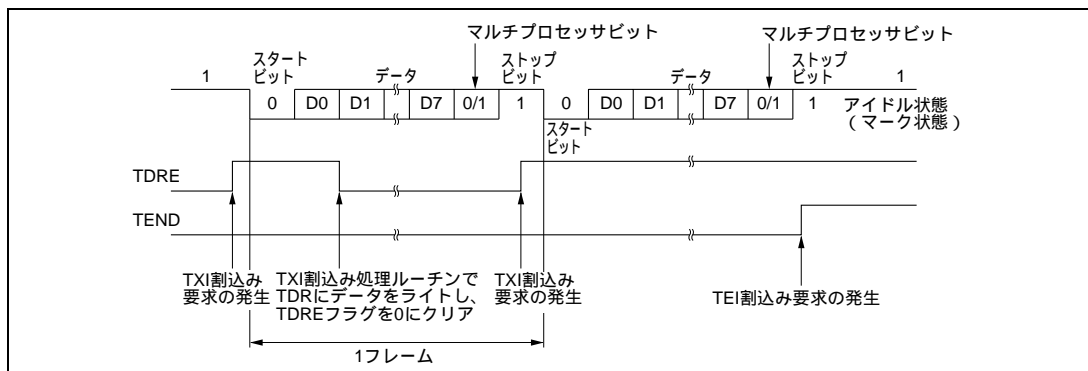 マルチプロセッサビット
マルチプロセッサビット
1
スタート
ビット
データ
ストップ
ビット
データ
ストップ
ビット
1
0 D0 D1 D7 0/1 1 0 D0 D1 D7 0/1 1
アイドル状態
(マーク状態)
スタート
ビット
TDRE
TEND
TXI割込み
要求の発生
TXI割込み処理ルーチンで
TDRにデータをライトし、
TDREフラグを0にクリア
TXI割込み
要求の発生
TEI割込み要求の発生
1フレーム